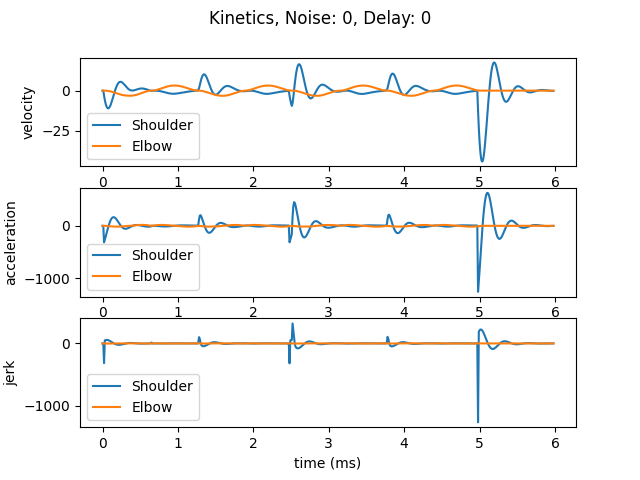 Kinetics, Noise: 0, Delay: 0
velocity
0
−25
Shoulder
Elbow
0 1 2 3 4 5 6
acceleration
0
−1000
Shoulder
Elbow
0 1 2 3 4 5 6
jerk
0
−1000
Shoulder
Elbow
0 1 2 3 4 5 6
time (ms)